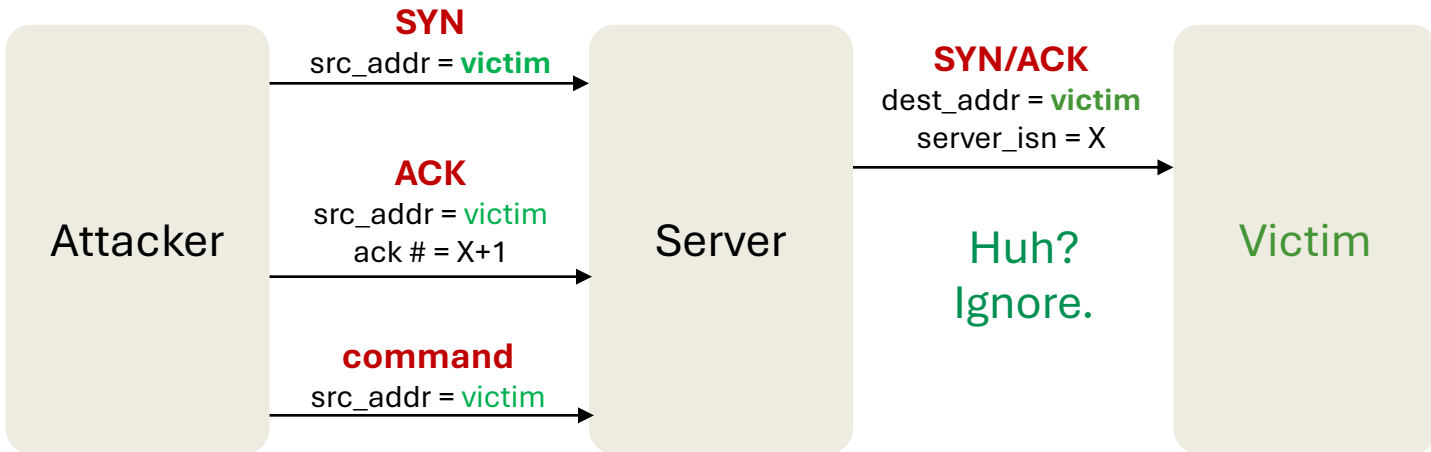 SYN
src_addr = victim
ACK
src_addr = victim
ack # = X+1
command
src_addr = victim
Attacker
Server
SYN/ACK
dest_addr = victim
server_isn = X
Huh?
Ignore.
Victim